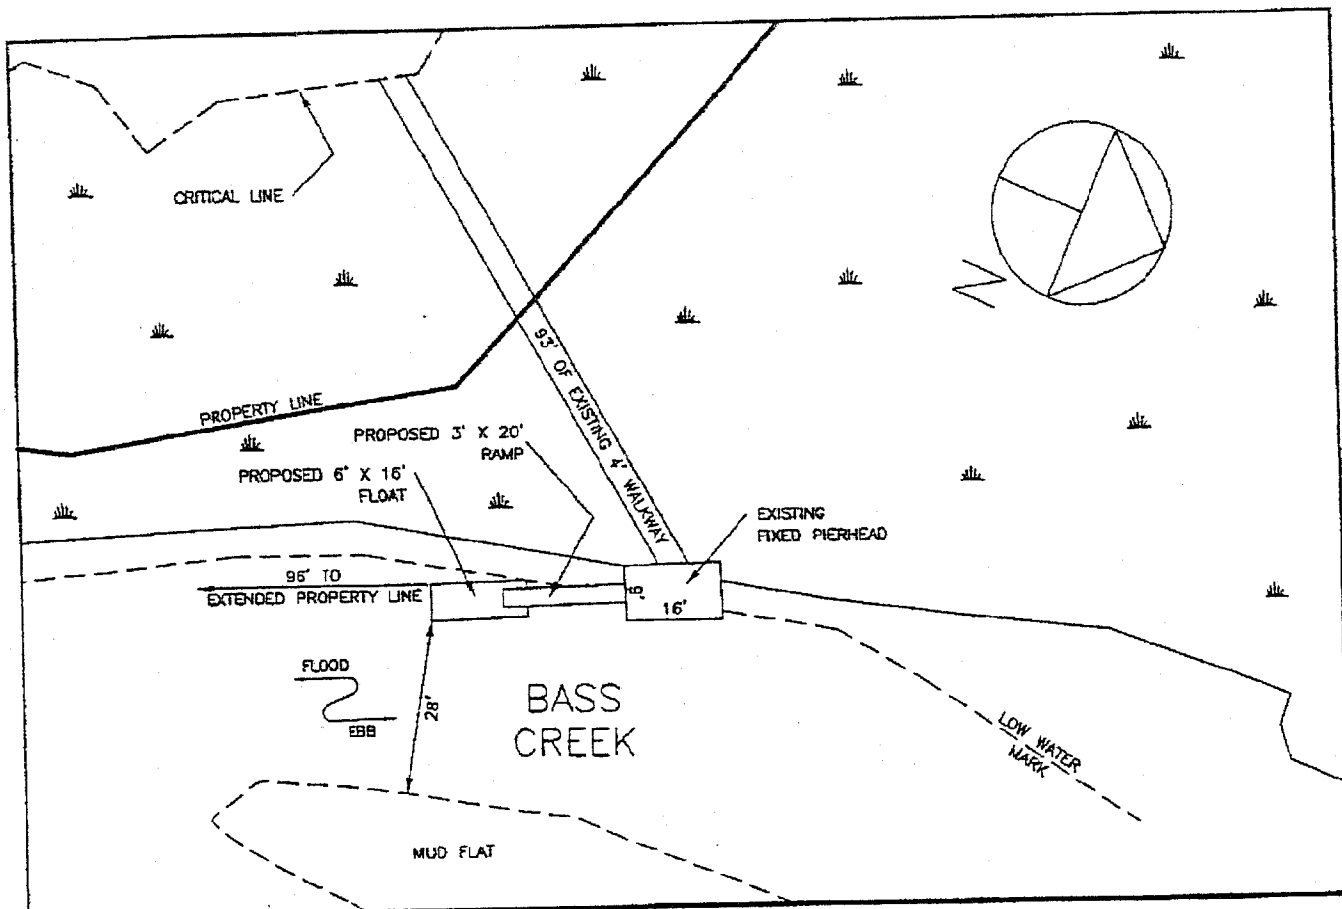 CRITICAL LINE
N
93' OF EXISTING 4' WALKWAY
PROPERTY LINE
PROPOSED 3' X 20'
RAMP
PROPOSED 6' X 16'
FLOAT
EXISTING
FIXED PIERHEAD
96' TO
EXTENDED PROPERTY LINE
9'
16'
FLOOD
EBB
28'
BASS
CREEK
LOW WATER
MARK
MUD FLAT